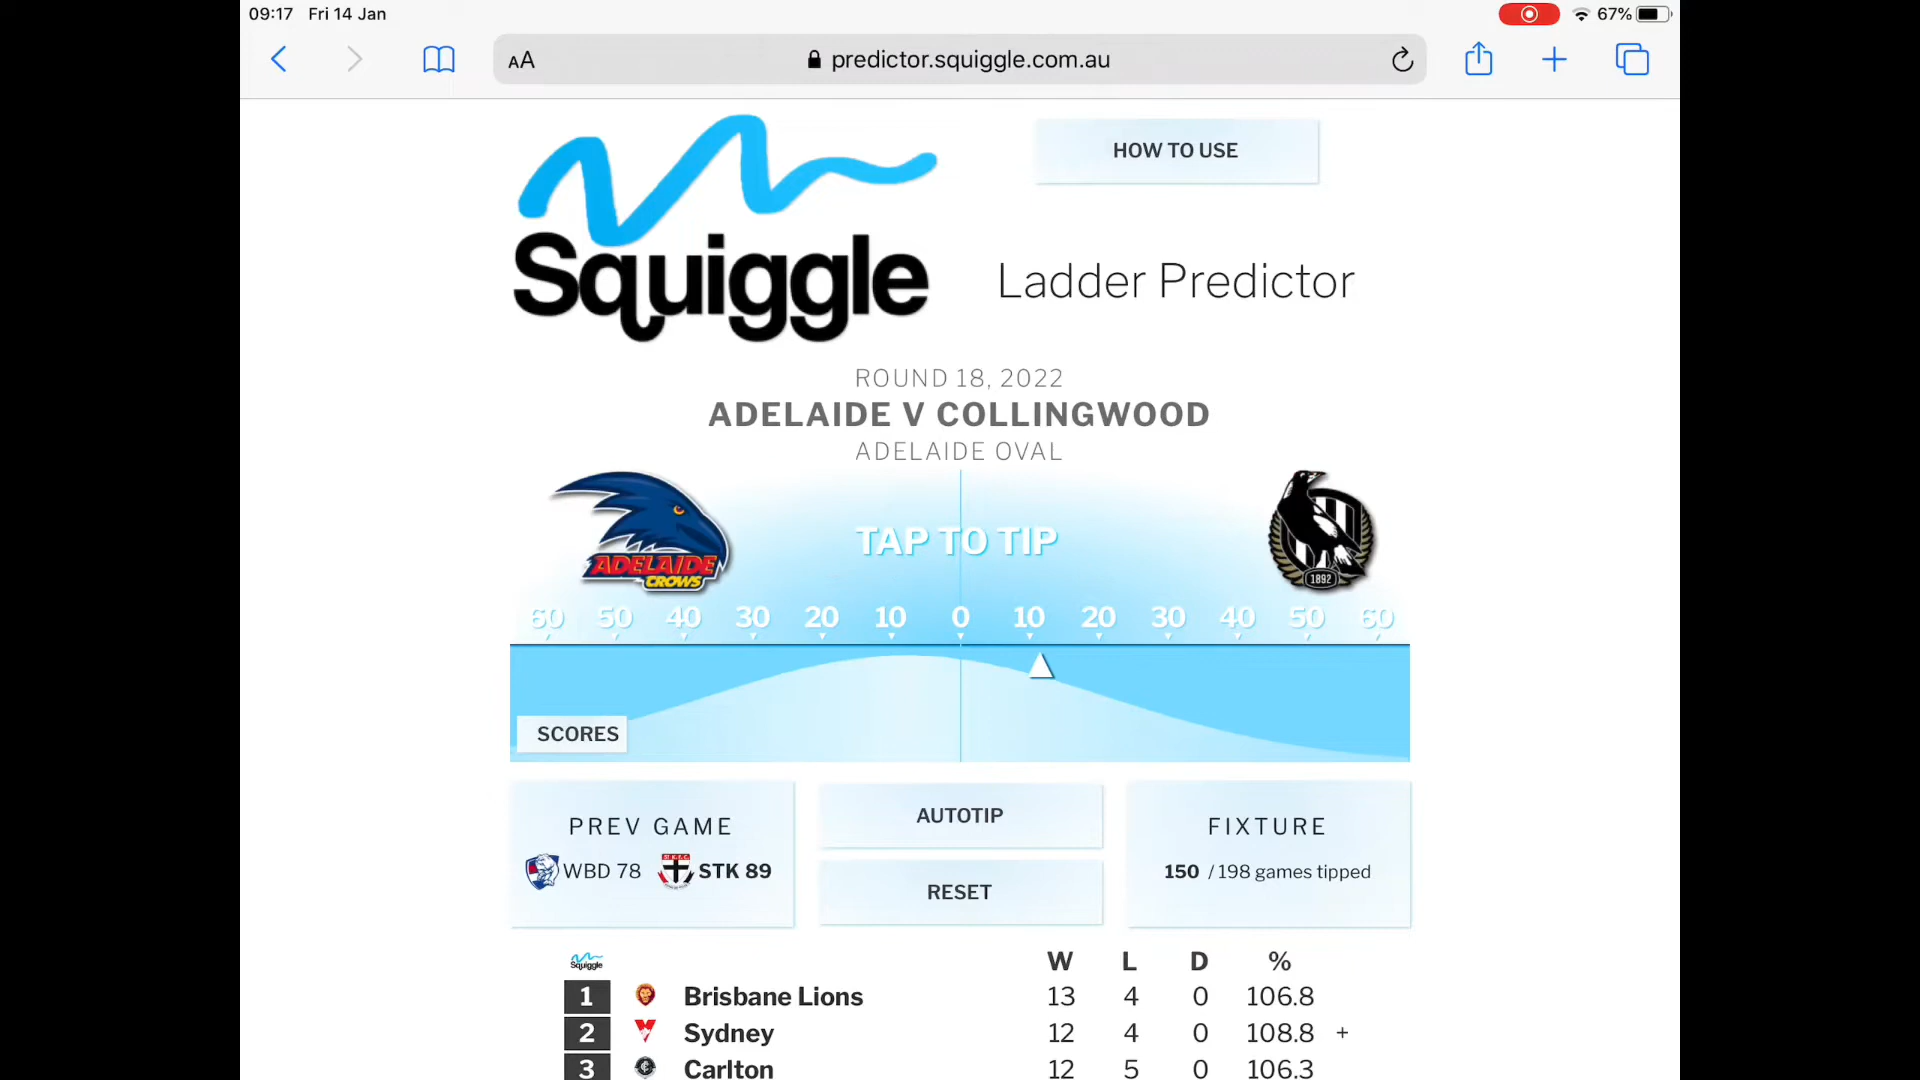 09:17 Fri 14 Jan 67%
AA predictor.squiggle.com.au
HOW TO USE
Squiggle
Ladder Predictor
ROUND 18, 2022
ADELAIDE V COLLINGWOOD
ADELAIDE OVAL
TAP TO TIP
ADELAIDE
CROWS
1892
60 50 40 30 20 10 0 10 20 30 40 50 60
SCORES
PREV GAME
WBD 78 STK 89
AUTOTIP
RESET
FIXTURE
150 / 198 games tipped
Squiggle W L D %
1 Brisbane Lions 13 4 0 106.8
2 Sydney 12 4 0 108.8 +
3 Carlton 12 5 0 106.3